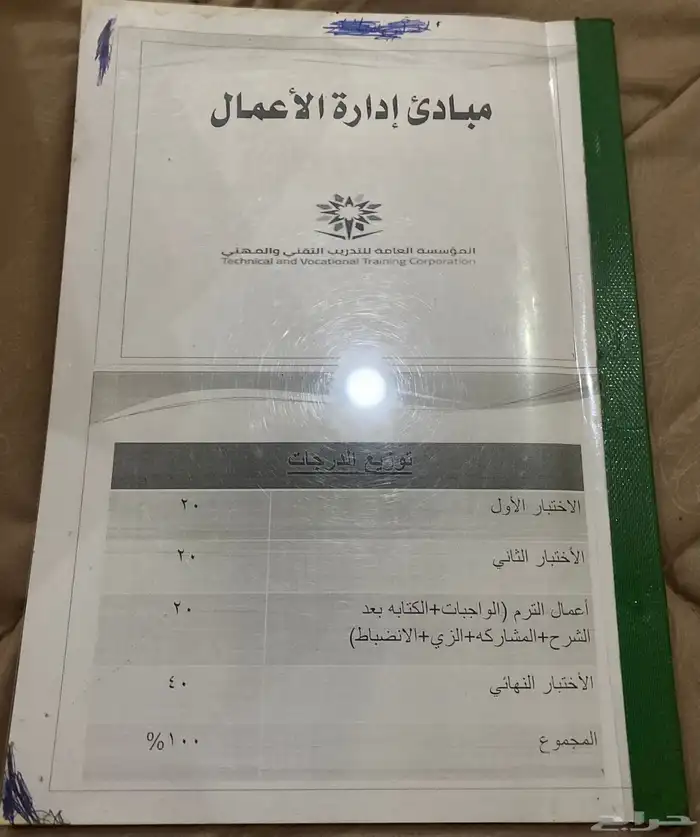 مبادئ إدارة الأعمال
المؤسسة العامة للتدريب التقني والمهني
Technical and Vocational Training Corporation
توزيع الدرجات
الاختبار الأول ٢٠
الأختبار الثاني ٢٠
أعمال الترم (الواجبات+الكتابه بعد ٢٠
الشرح+المشاركه+الزي+الانضباط)
الأختبار النهائي ٤٠
المجموع ١٠٠%
حراج